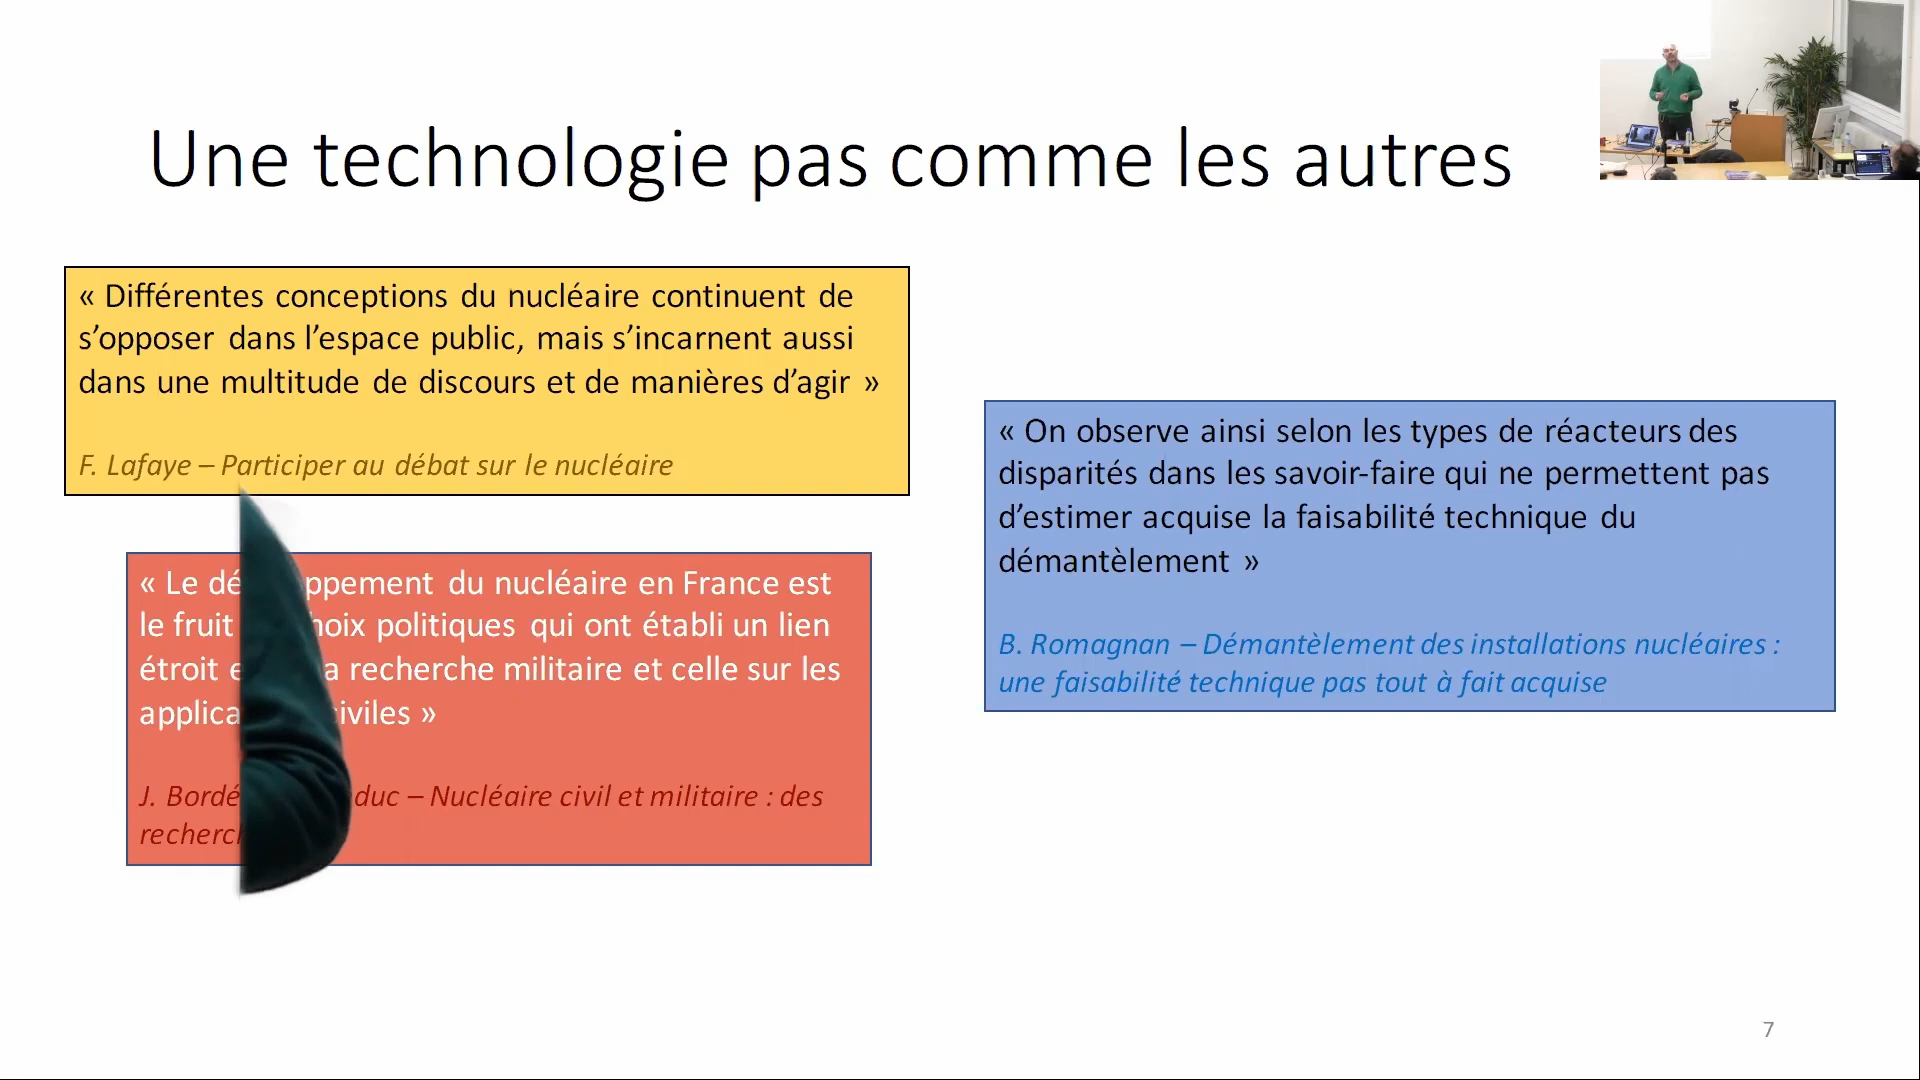 Une technologie pas comme les autres
« Différentes conceptions du nucléaire continuent de
s’opposer dans l’espace public, mais s’incarnent aussi
dans une multitude de discours et de manières d’agir »
F. Lafaye – Participer au débat sur le nucléaire
« Le dé ppement du nucléaire en France est
le fruit hoix politiques qui ont établi un lien
étroit e a recherche militaire et celle sur les
applica iviles »
J. Bordé duc – Nucléaire civil et militaire : des
recherch
« On observe ainsi selon les types de réacteurs des
disparités dans les savoir-faire qui ne permettent pas
d’estimer acquise la faisabilité technique du
démantèlement »
B. Romagnan – Démantèlement des installations nucléaires :
une faisabilité technique pas tout à fait acquise
7